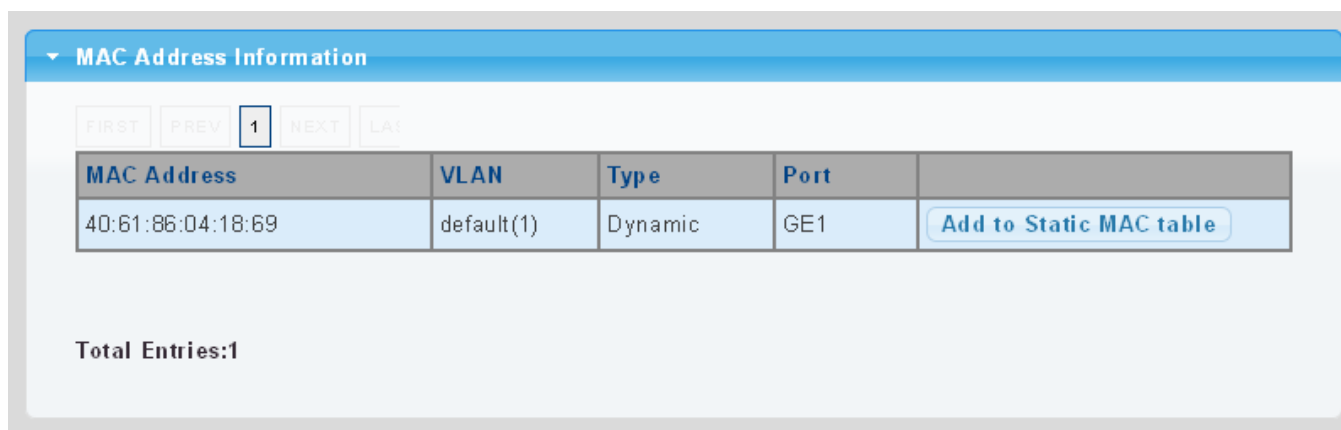 MAC Address Information
FIRST PREV 1 NEXT
MAC Address VLAN Type Port
40:61:86:04:18:69 default(1) Dynamic GE1 Add to Static MAC table
Total Entries:1